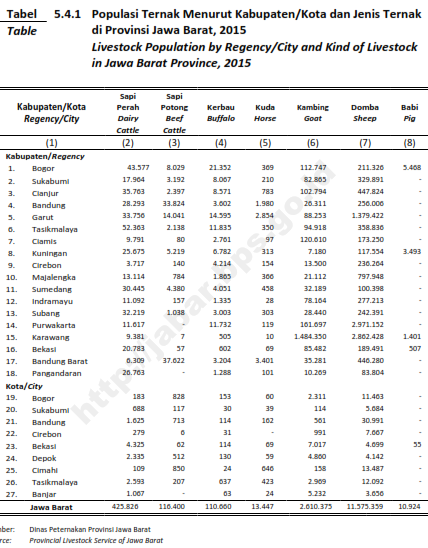 Tabel 5.4.1 Populasi Ternak Menurut Kabupaten/Kota dan Jenis Ternak
Table di Provinsi Jawa Barat, 2015
Livestock Population by Regency/City and Kind of Livestock
in Jawa Barat Province, 2015
Kabupaten/Kota Regency/City Sapi Perah Dairy Cattle Sapi Potong Beef Cattle Kerbau Buffalo Kuda Horse Kambing Goat Domba Sheep Babi Pig
(1) (2) (3) (4) (5) (6) (7) (8)
Kabupaten/Regency
1. Bogor 43.577 8.029 21.352 369 112.747 211.326 5.468
2. Sukabumi 17.964 3.192 8.067 210 82.865 329.891 -
3. Cianjur 35.763 2.397 8.571 783 102.794 447.824 -
4. Bandung 28.293 33.824 3.602 1.980 26.311 256.006 -
5. Garut 33.756 14.041 14.595 2.854 88.253 1.379.422 -
6. Tasikmalaya 52.363 2.138 11.835 350 94.918 358.836 -
7. Ciamis 9.791 80 2.761 97 120.610 173.250 -
8. Kuningan 25.675 5.219 6.782 313 7.180 117.554 3.493
9. Cirebon 3.717 140 4.214 154 13.500 236.264 -
10. Majalengka 13.114 784 1.865 366 21.112 797.948 -
11. Sumedang 30.445 4.380 4.051 458 32.189 100.398 -
12. Indramayu 11.092 157 1.335 28 78.164 277.213 -
13. Subang 32.219 1.038 3.003 303 28.440 242.391 -
14. Purwakarta 11.617 - 11.732 119 161.697 2.971.152 -
15. Karawang 9.381 7 505 10 1.484.350 2.862.428 1.401
16. Bekasi 20.783 57 602 69 85.482 189.491 507
17. Bandung Barat 6.309 37.622 3.204 3.401 35.281 446.280 -
18. Pangandaran 26.763 - 1.288 101 10.269 83.804 -
Kota/City
19. Bogor 183 828 153 60 2.311 11.463 -
20. Sukabumi 688 117 30 39 114 5.684 -
21. Bandung 1.625 713 114 162 561 30.991 -
22. Cirebon 279 6 31 - 991 7.667 -
23. Bekasi 4.325 62 114 69 7.017 4.699 55
24. Depok 2.335 512 130 59 4.860 4.142 -
25. Cimahi 109 850 24 646 158 13.487 -
26. Tasikmalaya 2.593 207 637 423 2.969 12.092 -
27. Banjar 1.067 - 63 24 5.232 3.656 -
Jawa Barat 425.826 116.400 110.660 13.447 2.610.375 11.575.359 10.924
mber: Dinas Peternakan Provinsi Jawa Barat
rce: Provincial Livestock Service of Jawa Barat